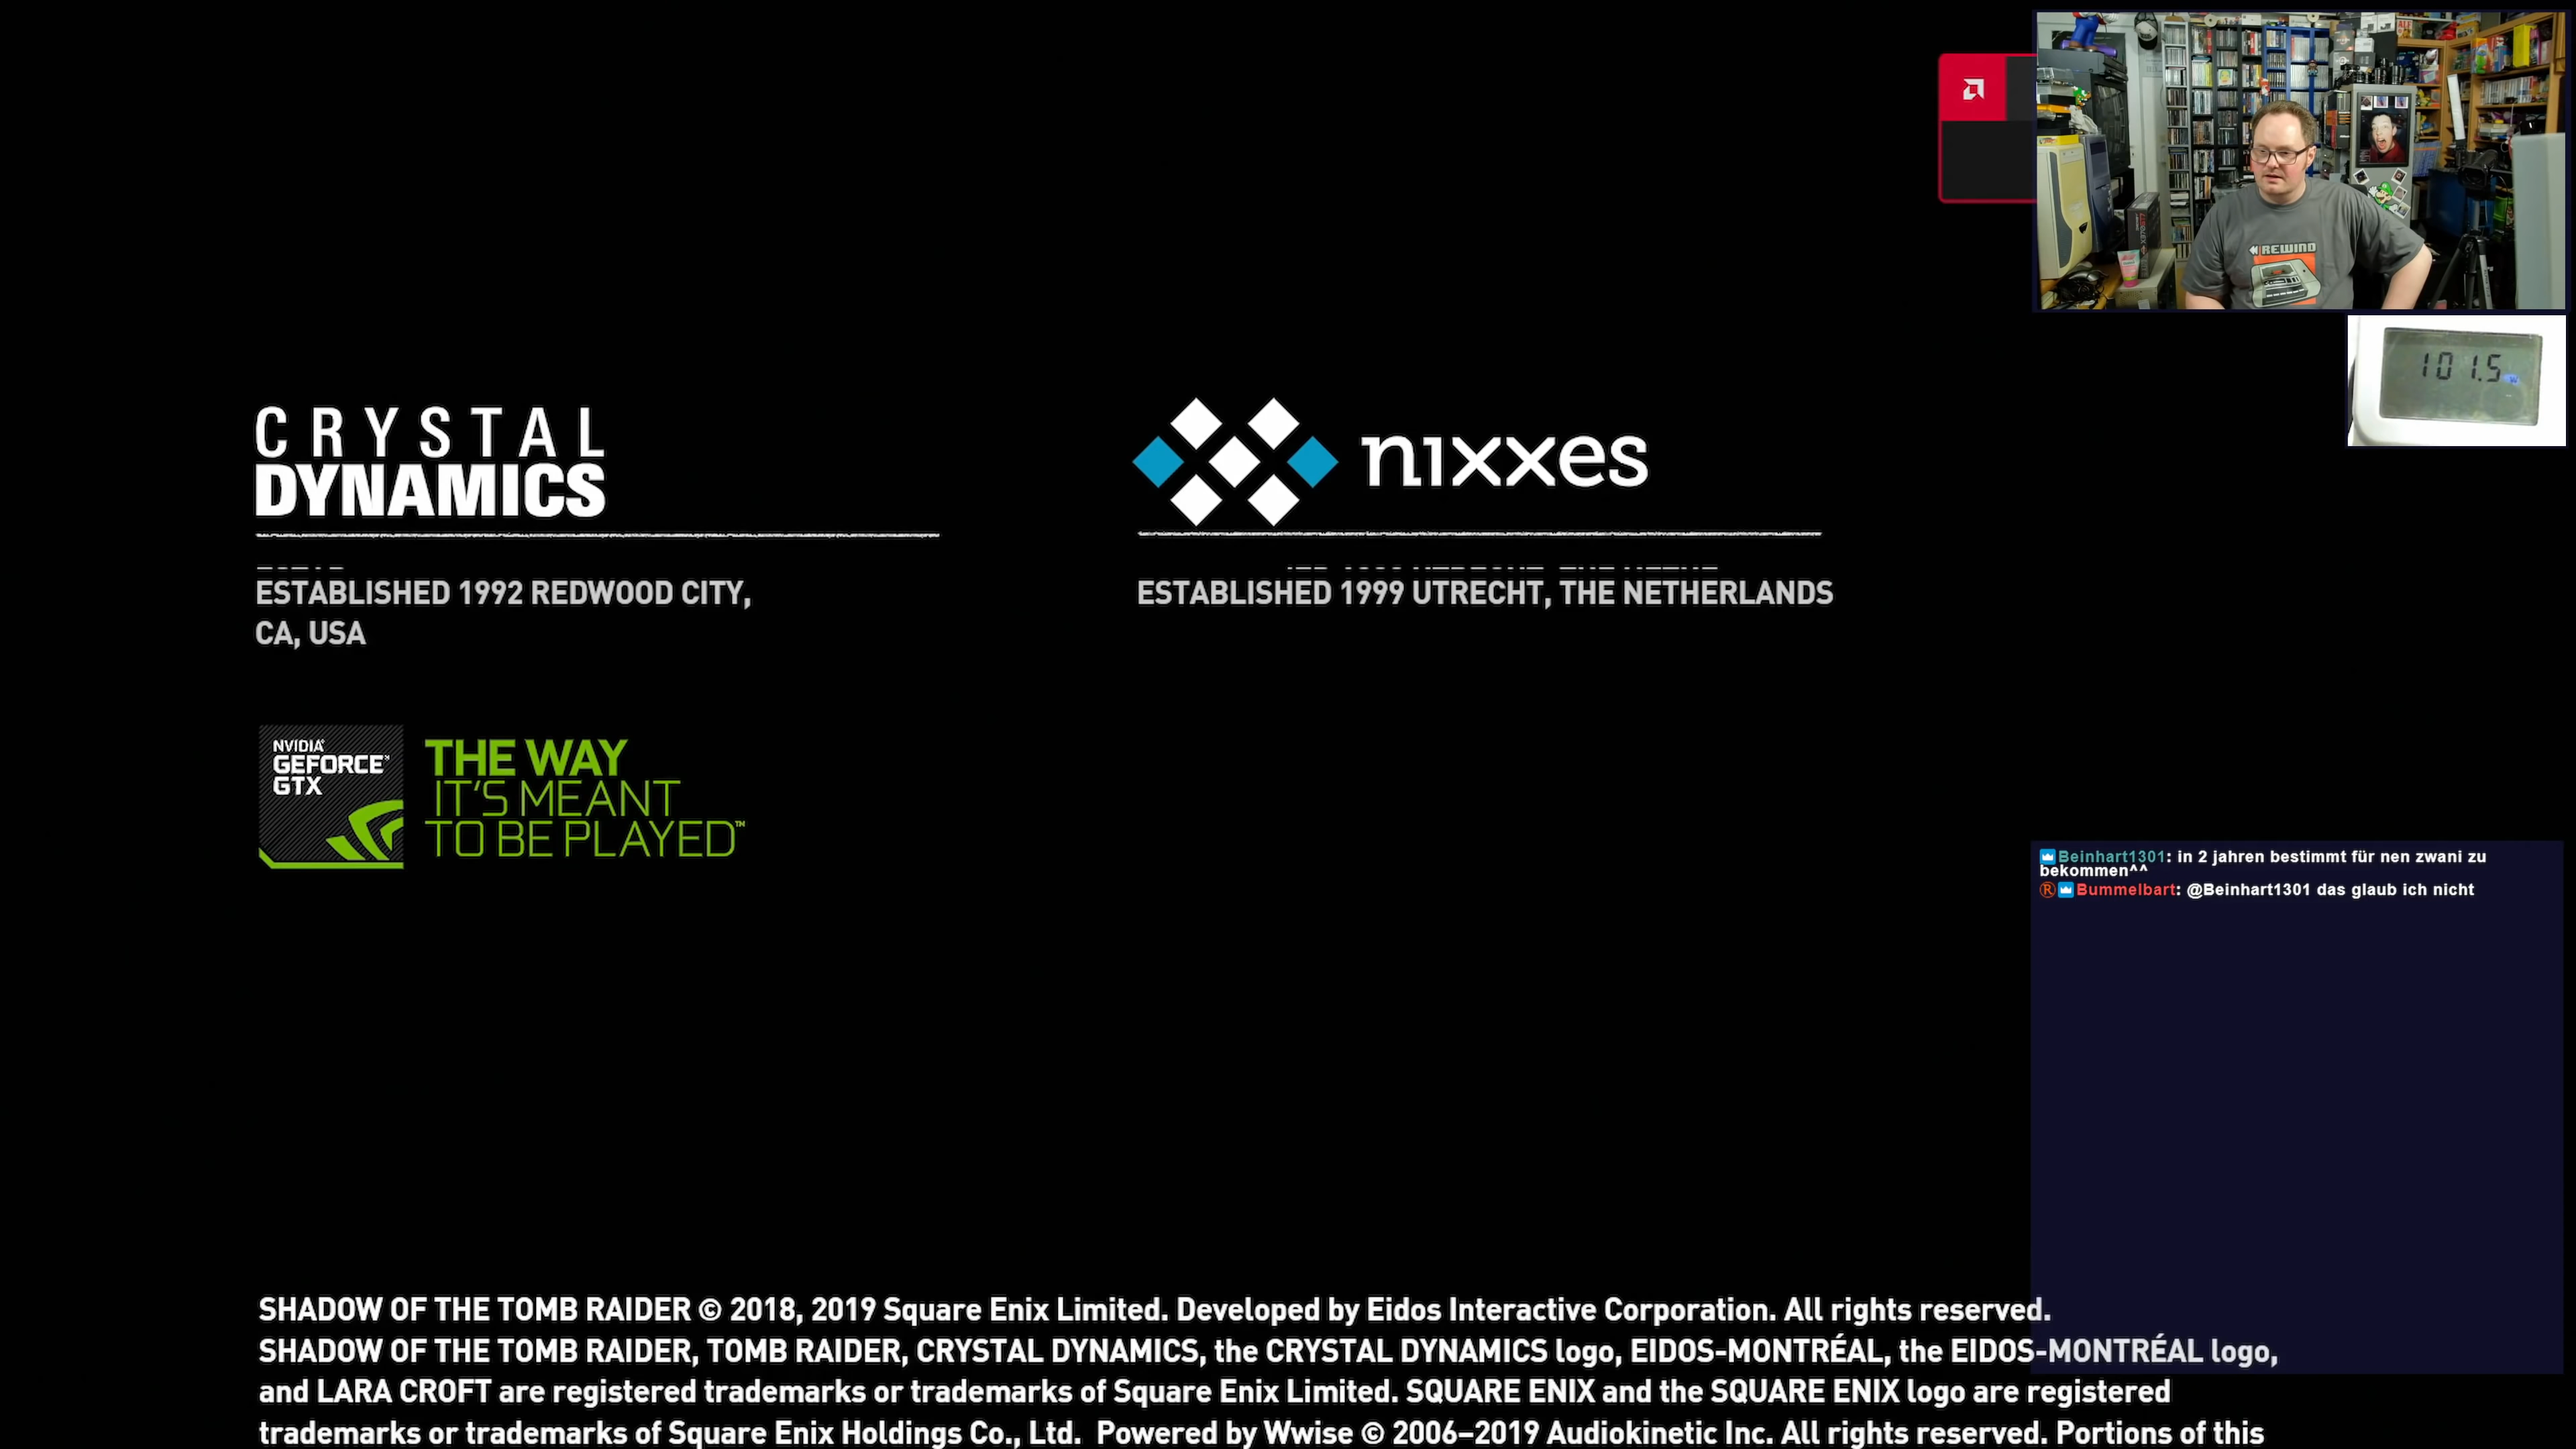 REWIND
101.5
CRYSTAL
DYNAMICS
nixxes
ESTABLISHED 1992 REDWOOD CITY,
CA, USA
ESTABLISHED 1999 UTRECHT, THE NETHERLANDS
NVIDIA
GEFORCE™
GTX
THE WAY
IT'S MEANT
TO BE PLAYED™
Beinhart1301: in 2 jahren bestimmt für nen zwani zu
bekommen^^
Bummelbart: @Beinhart1301 das glaub ich nicht
SHADOW OF THE TOMB RAIDER © 2018, 2019 Square Enix Limited. Developed by Eidos Interactive Corporation. All rights reserved.
SHADOW OF THE TOMB RAIDER, TOMB RAIDER, CRYSTAL DYNAMICS, the CRYSTAL DYNAMICS logo, EIDOS-MONTRÉAL, the EIDOS-MONTRÉAL logo,
and LARA CROFT are registered trademarks or trademarks of Square Enix Limited. SQUARE ENIX and the SQUARE ENIX logo are registered
trademarks or trademarks of Square Enix Holdings Co., Ltd. Powered by Wwise © 2006–2019 Audiokinetic Inc. All rights reserved. Portions of this